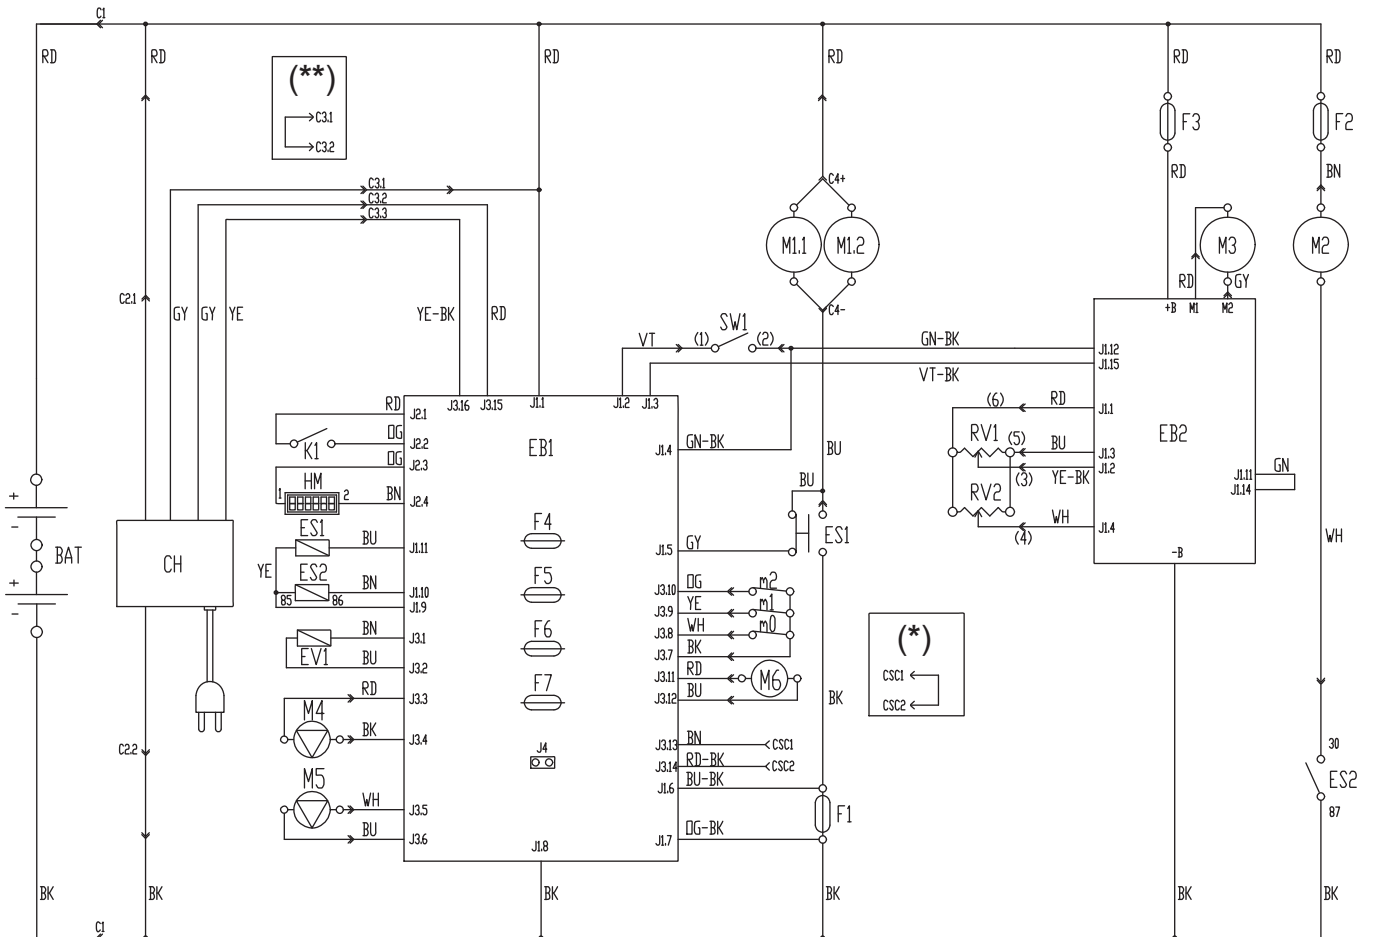 C1
RD RD RD RD RD RD
(**)
C3.1
C3.2
F3 F2
RD BN
C3.1
C3.2
C3.3
C4+
M1.1 M1.2 M3 M2
RD GY
C2.1
GY GY YE YE-BK RD
C4-
+B M1 M2
SW1
VT (1) (2) GN-BK J1.12
VT-BK J1.15
J3.16 J3.15 J1.1 J1.2 J1.3
RD J2.1
(6) RD J1.1
OG J2.2
K1
EB1
GN-BK J1.4
BU
RV1 (5) BU J1.3
EB2
OG J2.3
(3) YE-BK J1.2
GN
J1.11
J1.14
HM
1 2 BN J2.4
BU
RV2
WH J1.4
(4)
+
-
BAT
+
-
CH
ES1
BU J1.11
F4
GY J1.5
ES1
WH
-B
YE
ES2
BN J1.10
85 86 J1.9
F5
OG J3.10 m2
YE J3.9 m1
WH J3.8 m0
BK J3.7
F6
BN J3.1
EV1
BU J3.2
(*)
CSC1
CSC2
RD J3.11 M6
BU J3.12
BK
F7
RD J3.3
M4
BK J3.4
C2.2
J4
BN J3.13 CSC1
RD-BK J3.14 CSC2
BU-BK J1.6
30
ES2
87
M5
WH J3.5
BU J3.6
F1
OG-BK J1.7
J1.8
BK BK BK BK BK BK
C1